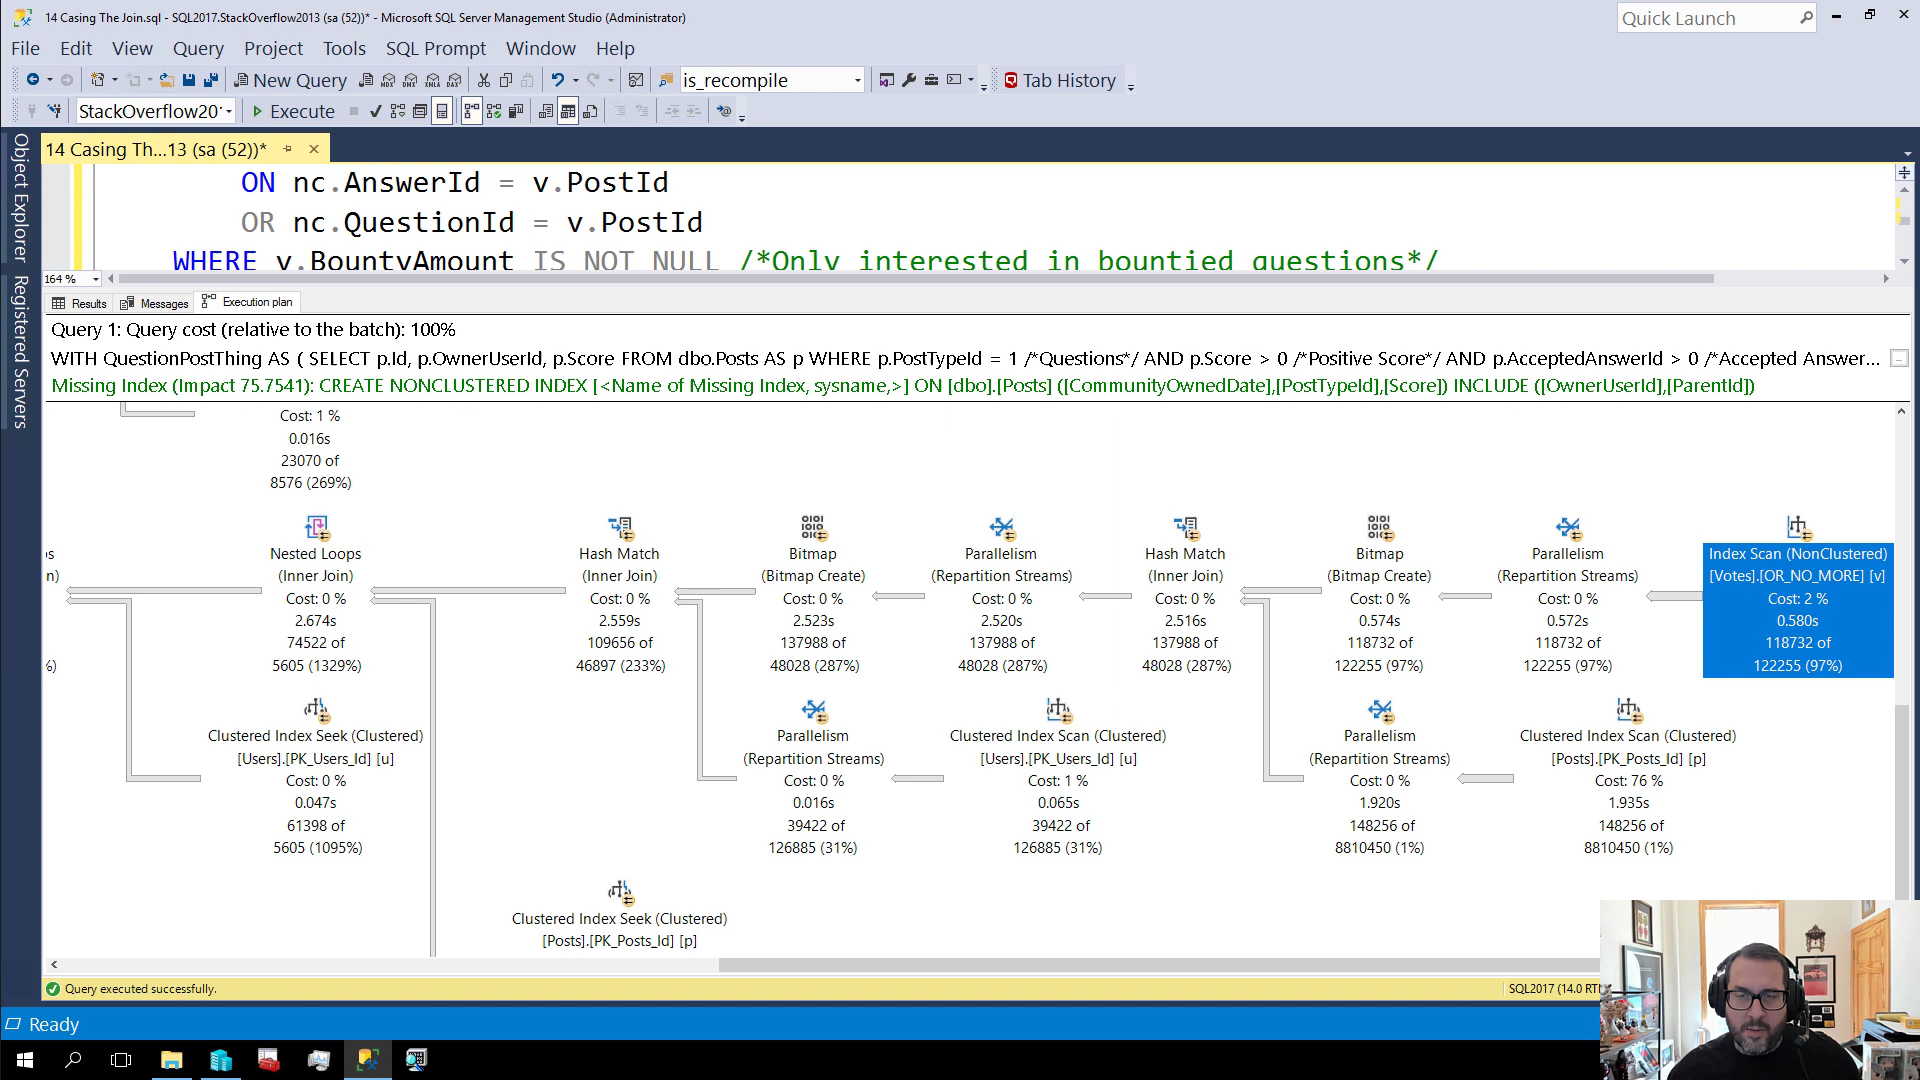 14 Casing The Join.sql - SQL2017.StackOverflow2013 (sa (52))* - Microsoft SQL Server Management Studio (Administrator)
Quick Launch
File Edit View Query Project Tools SQL Prompt Window Help
New Query MDX DMX XMLA DAX is_recompile Tab History
StackOverflow20 Execute
14 Casing Th...13 (sa (52))*
Object Explorer
Registered Servers
ON nc.AnswerId = v.PostId
OR nc.QuestionId = v.PostId
WHERE v.BountyAmount IS NOT NULL /*Only interested in bountied questions*/
164 %
Results Messages Execution plan
Query 1: Query cost (relative to the batch): 100%
WITH QuestionPostThing AS ( SELECT p.Id, p.OwnerUserId, p.Score FROM dbo.Posts AS p WHERE p.PostTypeId = 1 /*Questions*/ AND p.Score > 0 /*Positive Score*/ AND p.AcceptedAnswerId > 0 /*Accepted Answer...
Missing Index (Impact 75.7541): CREATE NONCLUSTERED INDEX [<Name of Missing Index, sysname,>] ON [dbo].[Posts] ([CommunityOwnedDate],[PostTypeId],[Score]) INCLUDE ([OwnerUserId],[ParentId])
Cost: 1 %
0.016s
23070 of
8576 (269%)
s
n)
%)
Nested Loops
(Inner Join)
Cost: 0 %
2.674s
74522 of
5605 (1329%)
Hash Match
(Inner Join)
Cost: 0 %
2.559s
109656 of
46897 (233%)
Bitmap
(Bitmap Create)
Cost: 0 %
2.523s
137988 of
48028 (287%)
Parallelism
(Repartition Streams)
Cost: 0 %
2.520s
137988 of
48028 (287%)
Hash Match
(Inner Join)
Cost: 0 %
2.516s
137988 of
48028 (287%)
Bitmap
(Bitmap Create)
Cost: 0 %
0.574s
118732 of
122255 (97%)
Parallelism
(Repartition Streams)
Cost: 0 %
0.572s
118732 of
122255 (97%)
Index Scan (NonClustered)
[Votes].[OR_NO_MORE] [v]
Cost: 2 %
0.580s
118732 of
122255 (97%)
Clustered Index Seek (Clustered)
[Users].[PK_Users_Id] [u]
Cost: 0 %
0.047s
61398 of
5605 (1095%)
Parallelism
(Repartition Streams)
Cost: 0 %
0.016s
39422 of
126885 (31%)
Clustered Index Scan (Clustered)
[Users].[PK_Users_Id] [u]
Cost: 1 %
0.065s
39422 of
126885 (31%)
Parallelism
(Repartition Streams)
Cost: 0 %
1.920s
148256 of
8810450 (1%)
Clustered Index Scan (Clustered)
[Posts].[PK_Posts_Id] [p]
Cost: 76 %
1.935s
148256 of
8810450 (1%)
Clustered Index Seek (Clustered)
[Posts].[PK_Posts_Id] [p]
Query executed successfully.
SQL2017 (14.0 RT
Ready